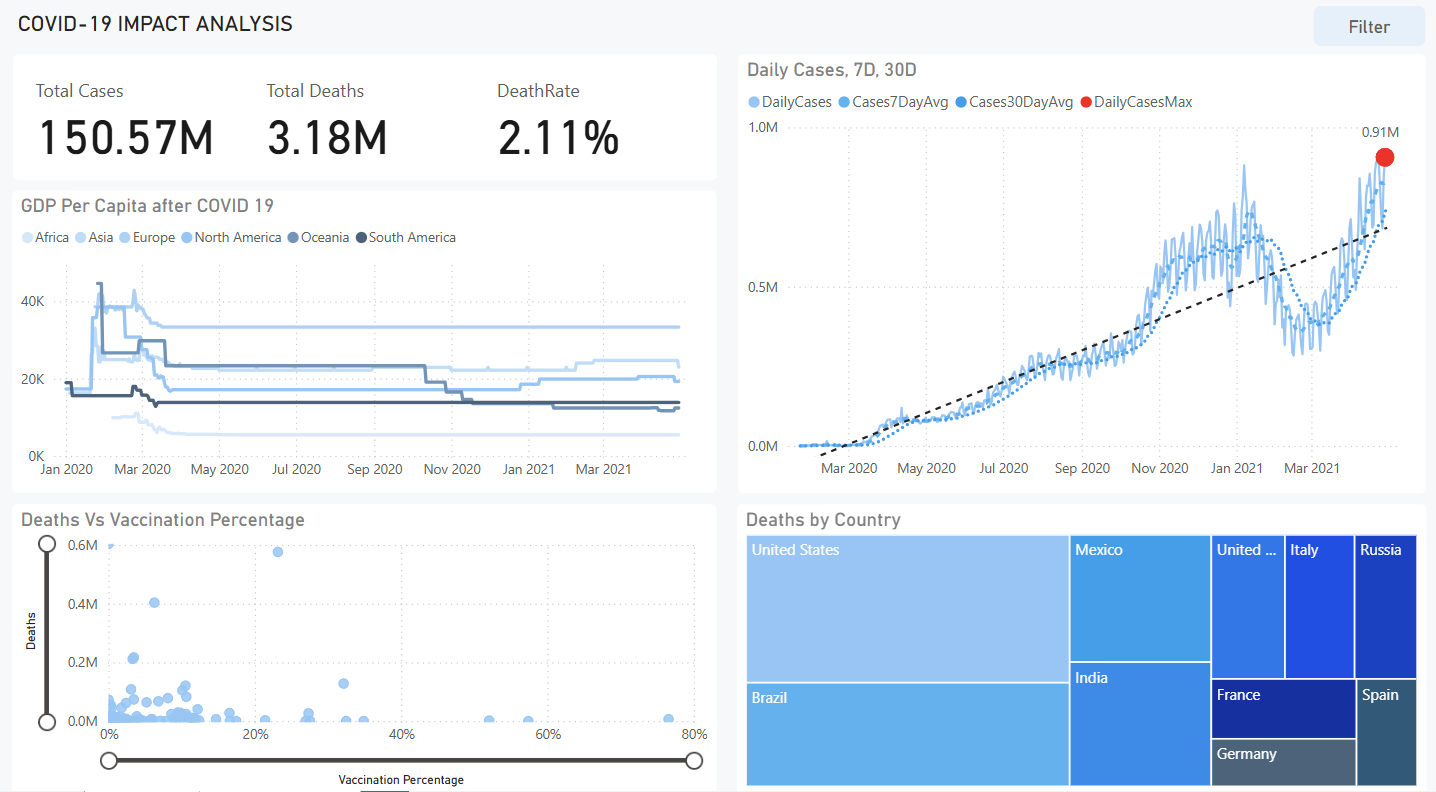 COVID-19 IMPACT ANALYSIS
Filter
Total Cases
Total Deaths
DeathRate
150.57M
3.18M
2.11%
GDP Per Capita after COVID 19
Africa Asia Europe North America Oceania South America
40K
20K
0K
Jan 2020 Mar 2020 May 2020 Jul 2020 Sep 2020 Nov 2020 Jan 2021 Mar 2021
Daily Cases, 7D, 30D
DailyCases Cases7DayAvg Cases30DayAvg DailyCasesMax
1.0M
0.91M
0.5M
0.0M
Mar 2020 May 2020 Jul 2020 Sep 2020 Nov 2020 Jan 2021 Mar 2021
Deaths Vs Vaccination Percentage
Deaths
0.6M
0.4M
0.2M
0.0M
0% 20% 40% 60% 80%
Vaccination Percentage
Deaths by Country
United States
Brazil
Mexico
India
United ...
Italy
Russia
France
Germany
Spain